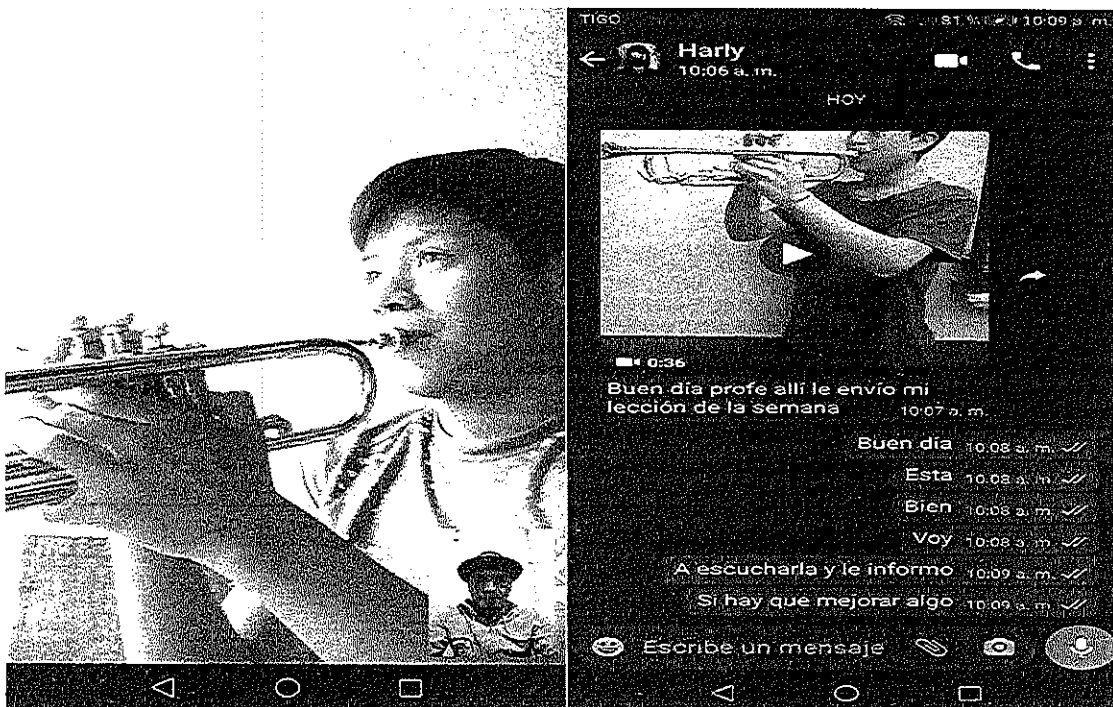 TIGO 81 % 10:09 p. m.
Harly
10:06 a. m.
HOY
0:36
Buen día profe allí le envío mi
lección de la semana 10:07 a. m.
Buen día 10:08 a. m.
Esta 10:08 a. m.
Bien 10:08 a. m.
Voy 10:08 a. m.
A escucharla y le informo 10:09 a. m.
Si hay que mejorar algo 10:09 a. m.
Escribe un mensaje